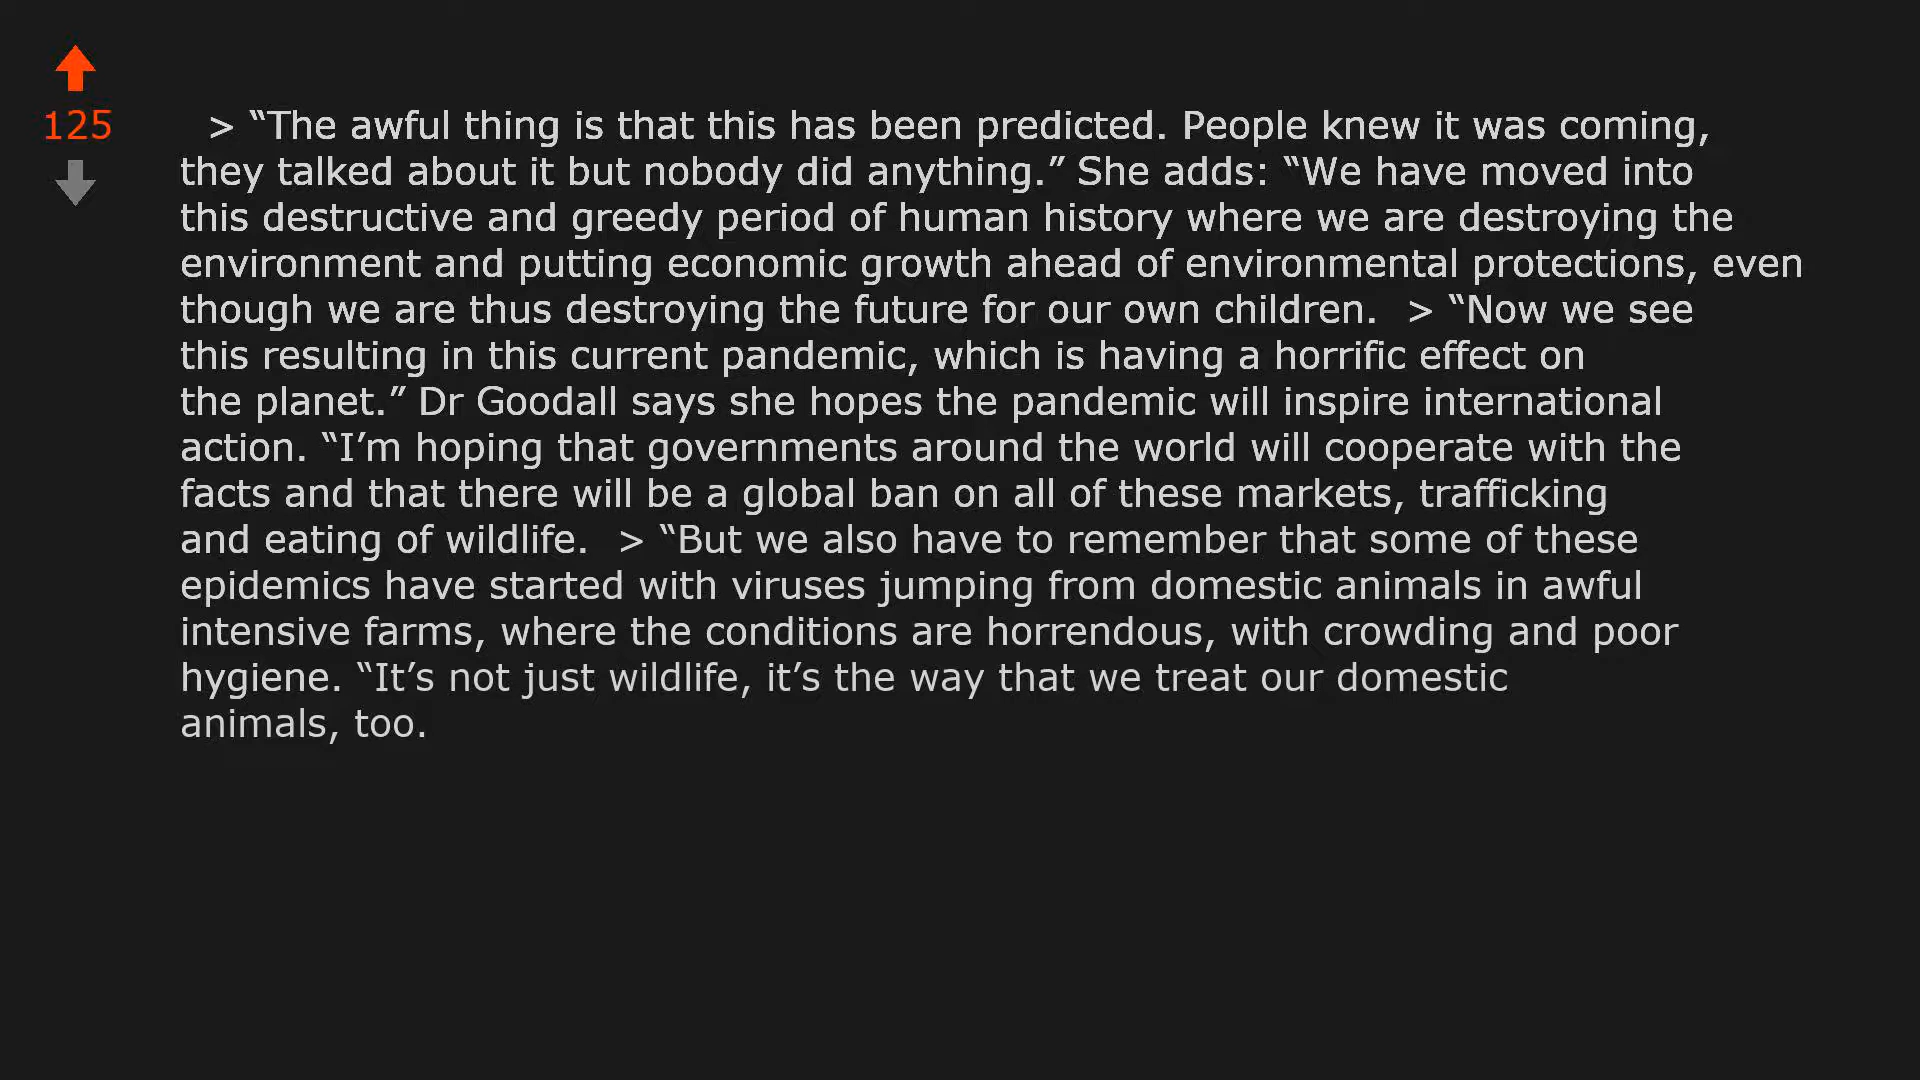 125
> “The awful thing is that this has been predicted. People knew it was coming,
they talked about it but nobody did anything.” She adds: “We have moved into
this destructive and greedy period of human history where we are destroying the
environment and putting economic growth ahead of environmental protections, even
though we are thus destroying the future for our own children.  > “Now we see
this resulting in this current pandemic, which is having a horrific effect on
the planet.” Dr Goodall says she hopes the pandemic will inspire international
action. “I’m hoping that governments around the world will cooperate with the
facts and that there will be a global ban on all of these markets, trafficking
and eating of wildlife.  > “But we also have to remember that some of these
epidemics have started with viruses jumping from domestic animals in awful
intensive farms, where the conditions are horrendous, with crowding and poor
hygiene. “It’s not just wildlife, it’s the way that we treat our domestic
animals, too.